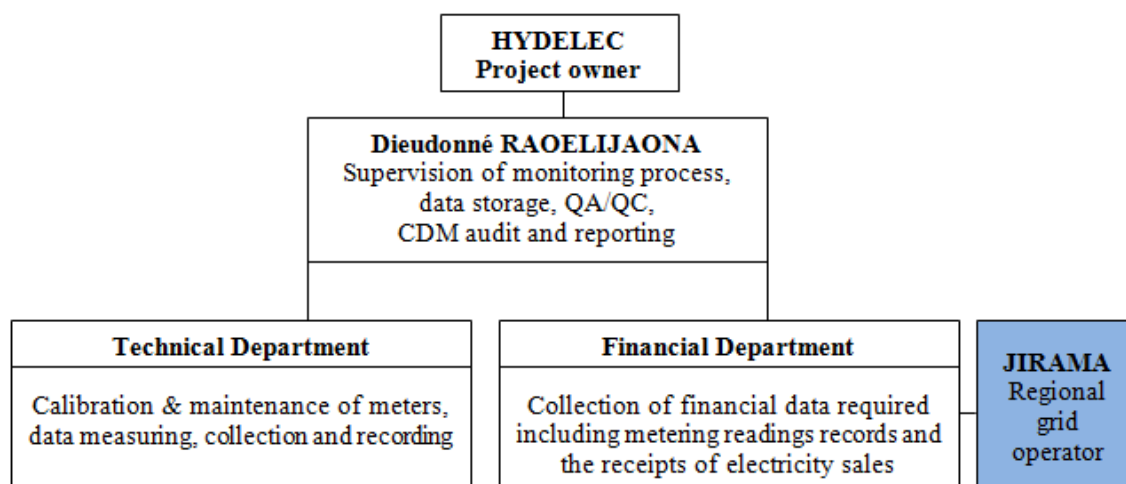 HYDELEC
Project owner
Dieudonné RAOELIJAONA
Supervision of monitoring process,
data storage, QA/QC,
CDM audit and reporting
Technical Department
Calibration & maintenance of meters,
data measuring, collection and recording
Financial Department
Collection of financial data required
including metering readings records and
the receipts of electricity sales
JIRAMA
Regional
grid
operator